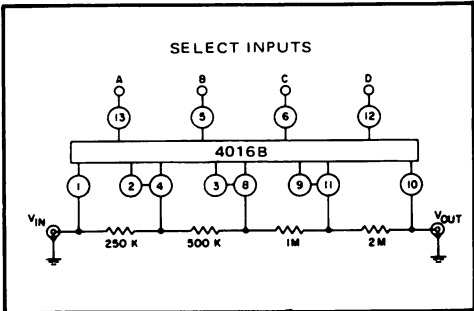 SELECT INPUTS
A B C D
13 5 6 12
4016B
1 2 4 3 8 9 11 10
VIN VOUT
250 K 500 K 1M 2M